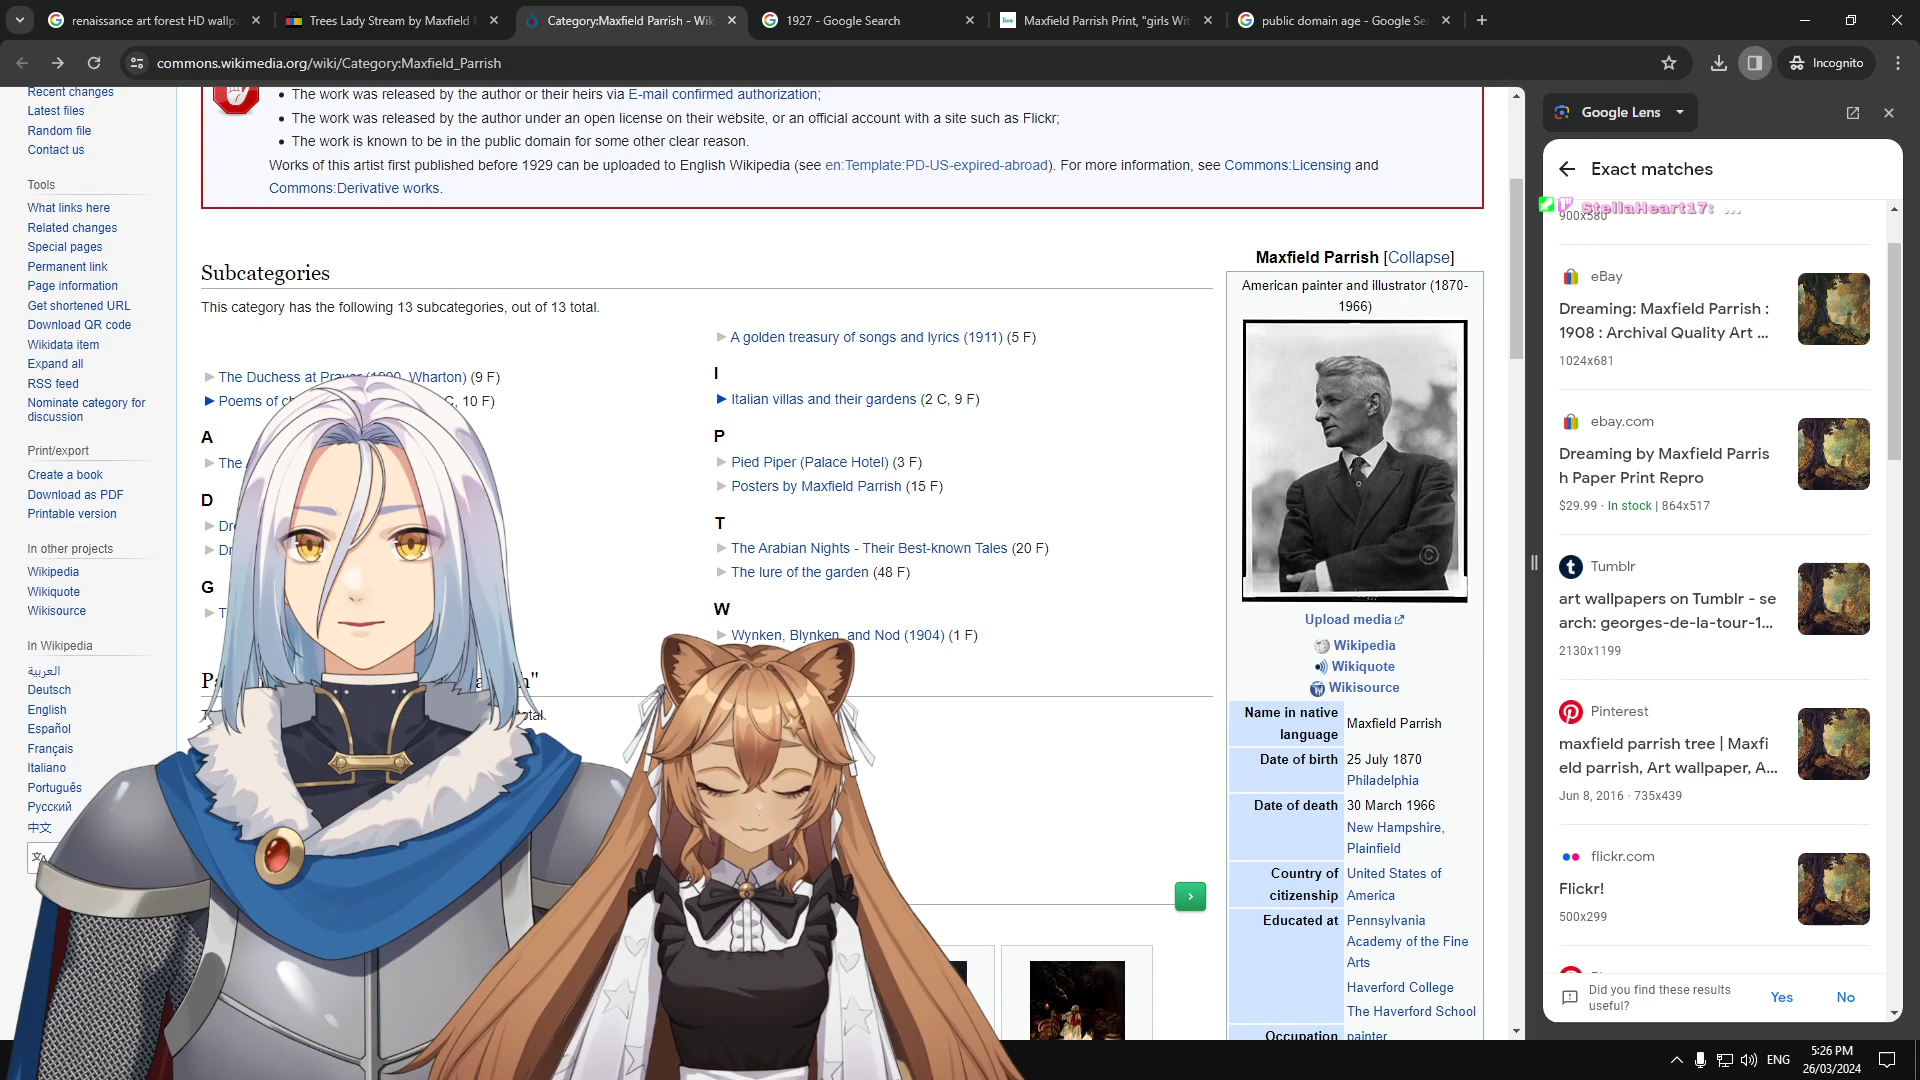 renaissance art forest HD wallp
Trees Lady Stream by Maxfield
Category:Maxfield Parrish - Wik
1927 - Google Search
Maxfield Parrish Print, "girls Wit
public domain age - Google Se
commons.wikimedia.org/wiki/Category:Maxfield_Parrish
Incognito
Recent changes
Latest files
Random file
Contact us
Tools
What links here
Related changes
Special pages
Permanent link
Page information
Get shortened URL
Download QR code
Wikidata item
Expand all
RSS feed
Nominate category for
discussion
Print/export
Create a book
Download as PDF
Printable version
In other projects
Wikipedia
Wikiquote
Wikisource
In Wikipedia
العربية
Deutsch
English
Español
Français
Italiano
Português
Русский
中文
• The work was released by the author or their heirs via E-mail confirmed authorization;
• The work was released by the author under an open license on their website, or an official account with a site such as Flickr;
• The work is known to be in the public domain for some other clear reason.
Works of this artist first published before 1929 can be uploaded to English Wikipedia (see en:Template:PD-US-expired-abroad). For more information, see Commons:Licensing and
Commons:Derivative works.
Subcategories
This category has the following 13 subcategories, out of 13 total.
The Duchess at Prayer (1900, Wharton) (9 F)
Poems of C, 10 F)
A
The
D
G
A golden treasury of songs and lyrics (1911) (5 F)
I
Italian villas and their gardens (2 C, 9 F)
P
Pied Piper (Palace Hotel) (3 F)
Posters by Maxfield Parrish (15 F)
T
The Arabian Nights - Their Best-known Tales (20 F)
The lure of the garden (48 F)
W
Wynken, Blynken, and Nod (1904) (1 F)
total.
Maxfield Parrish [Collapse]
American painter and illustrator (1870-
1966)
Upload media
Wikipedia
Wikiquote
Wikisource
Name in native
language
Maxfield Parrish
Date of birth
25 July 1870
Philadelphia
Date of death
30 March 1966
New Hampshire,
Plainfield
Country of
citizenship
United States of
America
Educated at
Pennsylvania
Academy of the Fine
Arts
Haverford College
The Haverford School
Occupation
painter
Google Lens
Exact matches
StellaHeart17: ...
900x580
eBay
Dreaming: Maxfield Parrish :
1908 : Archival Quality Art ...
1024x681
ebay.com
Dreaming by Maxfield Parris
h Paper Print Repro
$29.99 · In stock | 864x517
Tumblr
art wallpapers on Tumblr - se
arch: georges-de-la-tour-1...
2130x1199
Pinterest
maxfield parrish tree | Maxfi
eld parrish, Art wallpaper, A...
Jun 8, 2016 · 735x439
flickr.com
Flickr!
500x299
Did you find these results
useful?
Yes
No
ENG
5:26 PM
26/03/2024